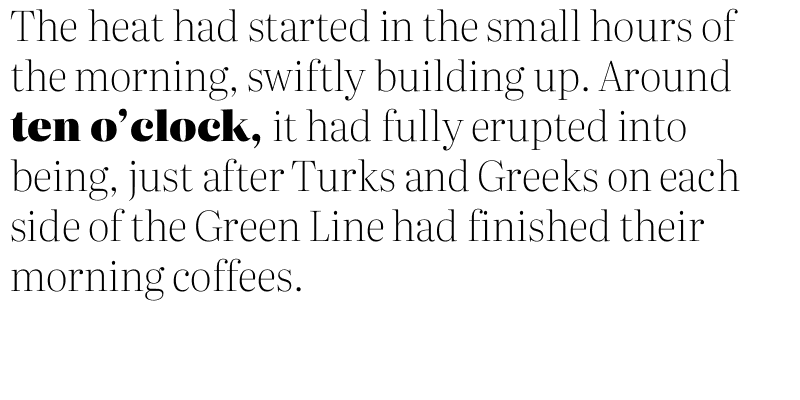 The heat had started in the small hours of
the morning, swiftly building up. Around
ten o’clock, it had fully erupted into
being, just after Turks and Greeks on each
side of the Green Line had finished their
morning coffees.